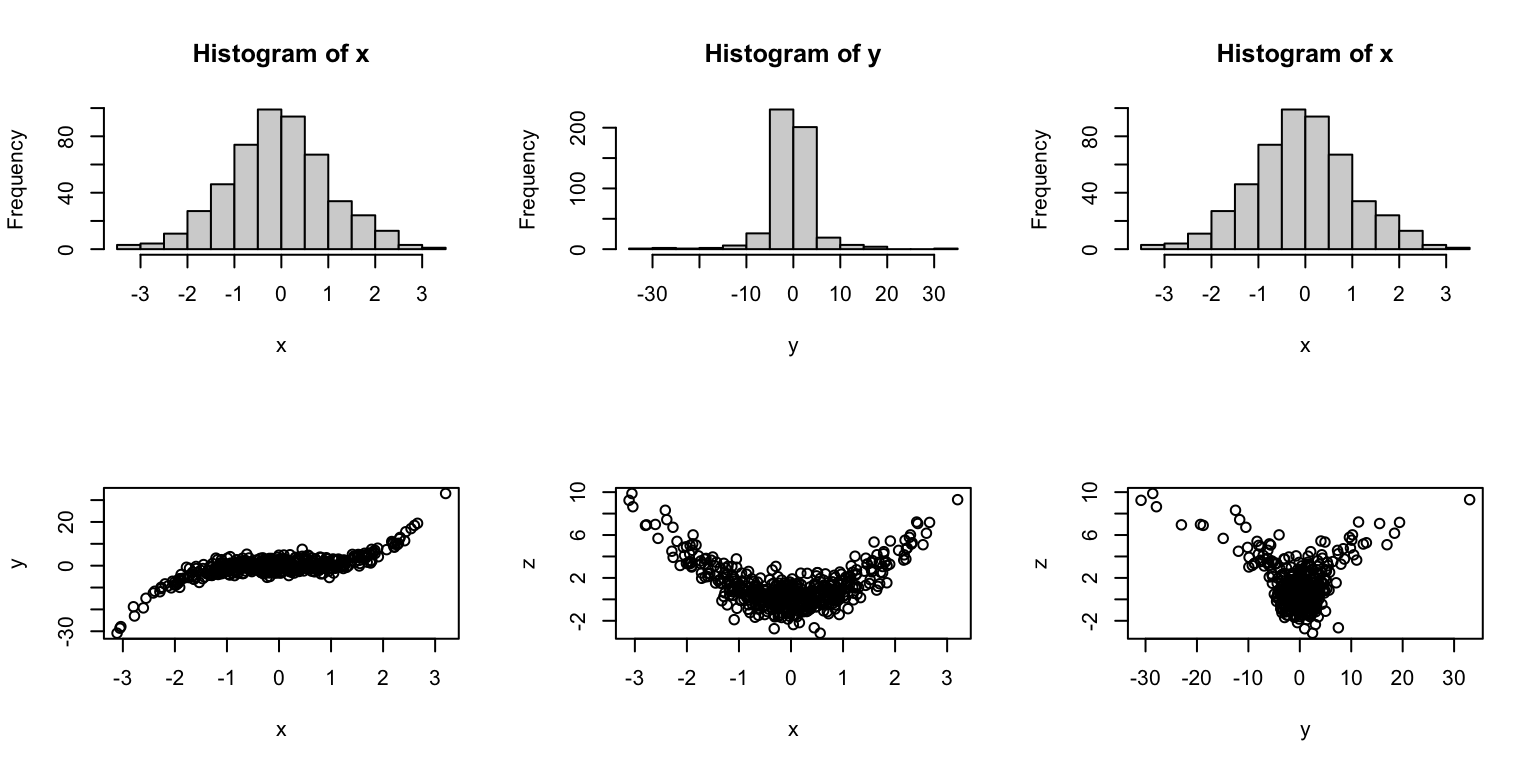 Histogram of x
Frequency
0 40 80
-3 -2 -1 0 1 2 3
x
Histogram of y
Frequency
0 100 200
-30 -10 0 10 20 30
y
Histogram of x
Frequency
0 40 80
-3 -2 -1 0 1 2 3
x
y
-30 0 20
-3 -2 -1 0 1 2 3
x
z
-2 2 6 10
-3 -2 -1 0 1 2 3
x
z
-2 2 6 10
-30 -20 -10 0 10 20 30
y